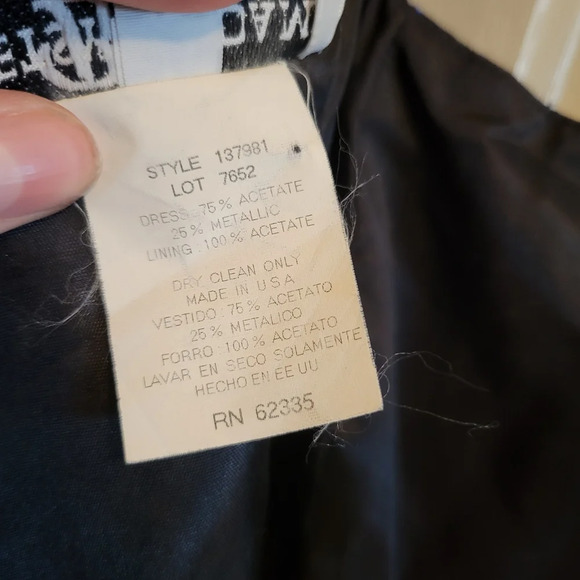 MAC
STYLE 137981
LOT 7652
DRESS: 75% ACETATE
25% METALLIC
LINING: 100% ACETATE
DRY CLEAN ONLY
MADE IN U.S.A
VESTIDO: 75% ACETATO
25% METALICO
FORRO: 100% ACETATO
LAVAR EN SECO SOLAMENTE
HECHO EN EE UU
RN 62335